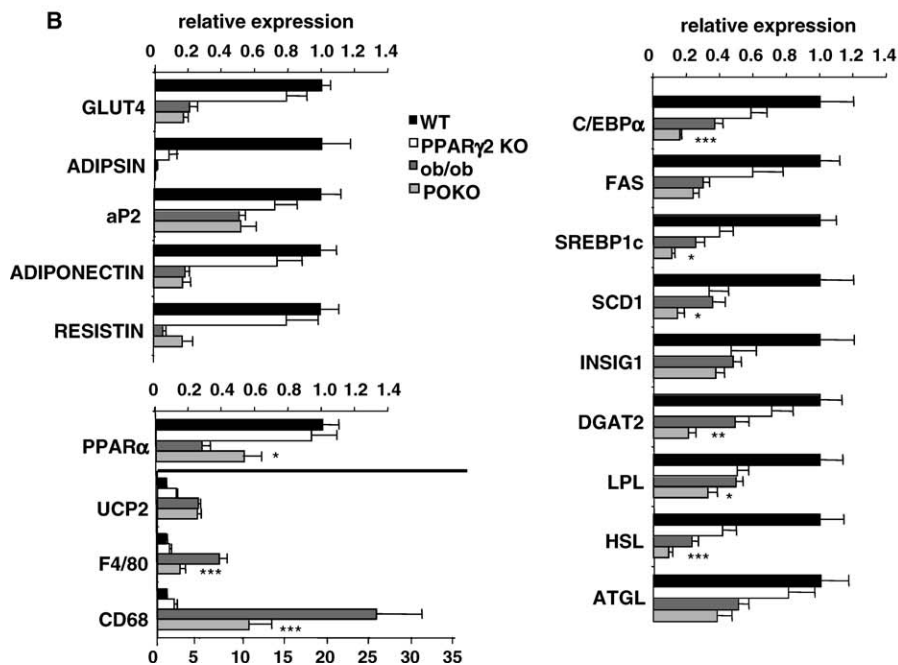 B
relative expression
0 0.2 0.4 0.6 0.8 1.0 1.2 1.4
GLUT4
ADIPSIN
aP2
ADIPONECTIN
RESISTIN
WT
PPARγ2 KO
ob/ob
POKO
0 0.2 0.4 0.6 0.8 1.0 1.2 1.4
PPARα *
UCP2
F4/80 ***
CD68 ***
0 5 10 15 20 25 30 35
relative expression
0 0.2 0.4 0.6 0.8 1.0 1.2 1.4
C/EBPα ***
FAS
SREBP1c *
SCD1 *
INSIG1
DGAT2 **
LPL *
HSL ***
ATGL